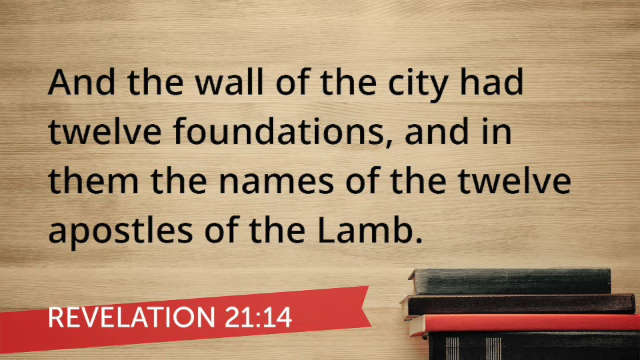 And the wall of the city had
twelve foundations, and in
them the names of the twelve
apostles of the Lamb.
REVELATION 21:14